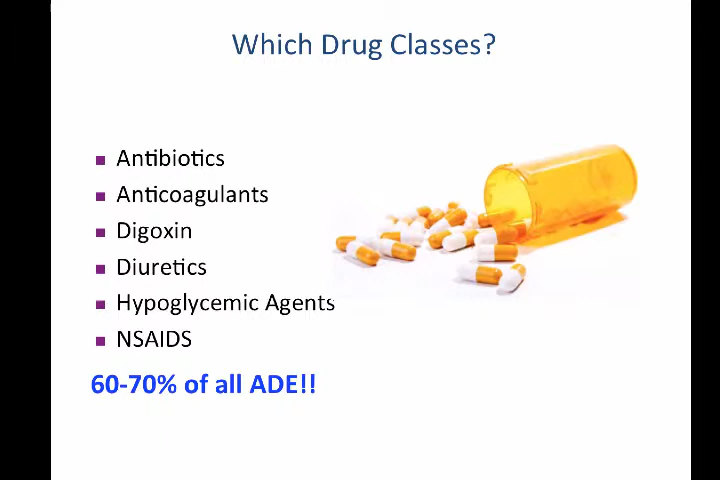 Which Drug Classes?
Antibiotics
Anticoagulants
Digoxin
Diuretics
Hypoglycemic Agents
NSAIDS
60-70% of all ADE!!